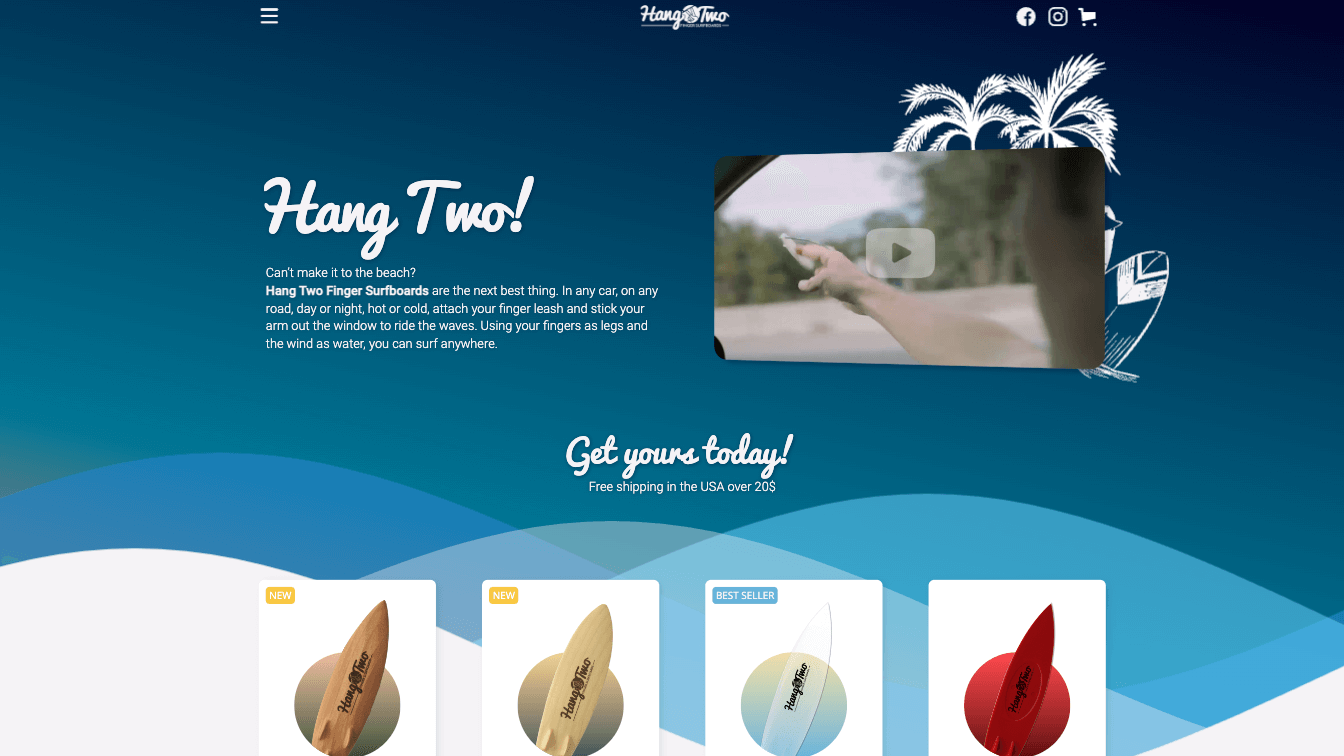 Hang Two
FINGER SURFBOARDS
Hang Two!
Can't make it to the beach?
Hang Two Finger Surfboards are the next best thing. In any car, on any
road, day or night, hot or cold, attach your finger leash and stick your
arm out the window to ride the waves. Using your fingers as legs and
the wind as water, you can surf anywhere.
Get yours today!
Free shipping in the USA over 20$
NEW
NEW
BEST SELLER
Hang Two
Hang Two
Hang Two
Hang Two